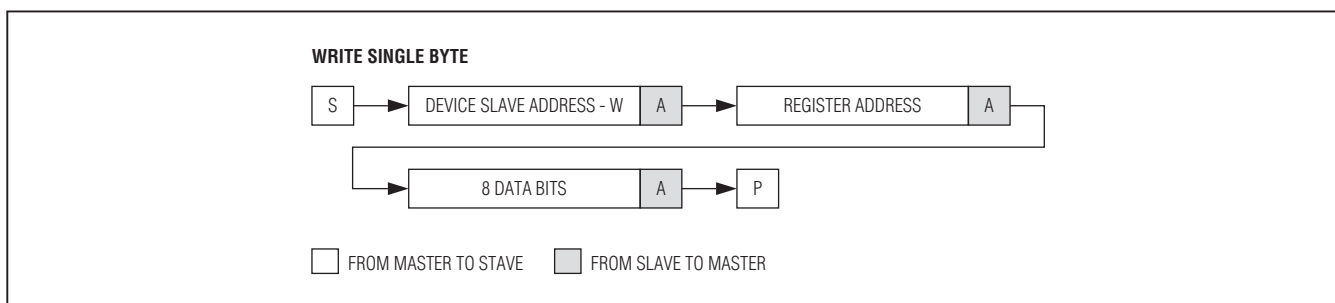 WRITE SINGLE BYTE
S DEVICE SLAVE ADDRESS - W A REGISTER ADDRESS A
8 DATA BITS A P
FROM MASTER TO STAVE FROM SLAVE TO MASTER